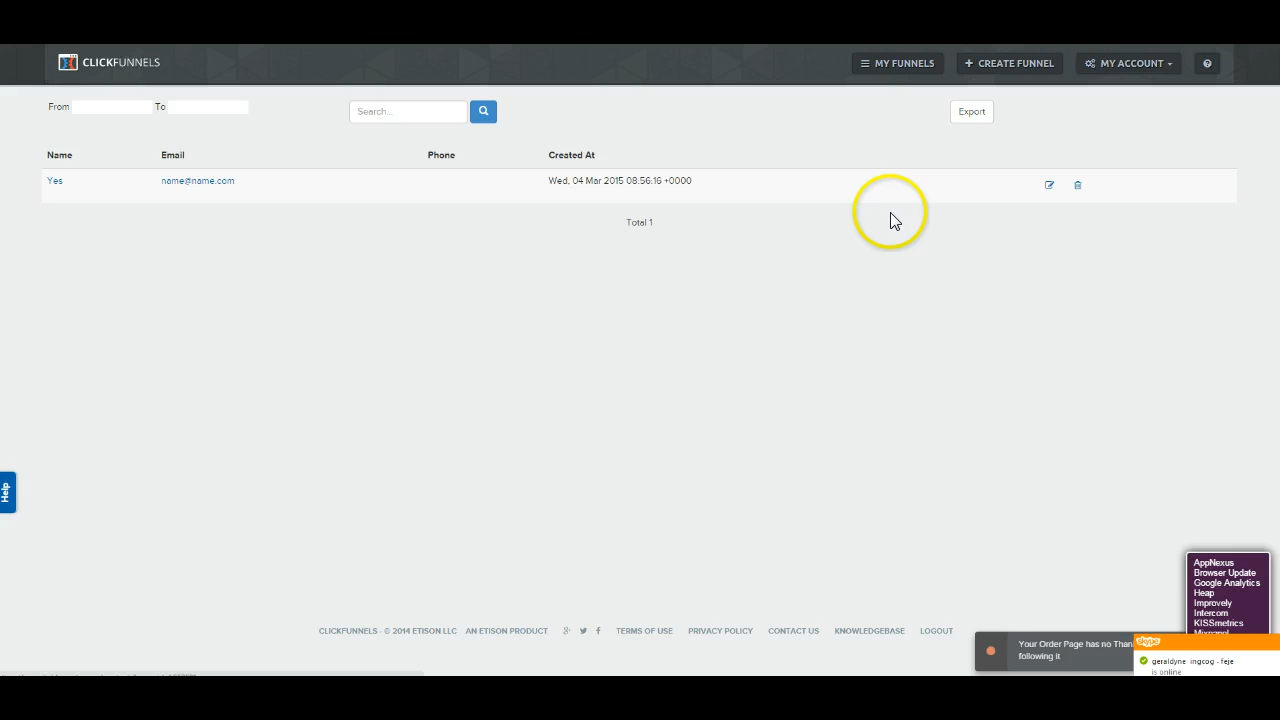 CLICKFUNNELS
MY FUNNELS
CREATE FUNNEL
MY ACCOUNT
From
To
Search...
Export
Name Email Phone Created At
Yes name@name.com Wed, 04 Mar 2015 08:56:16 +0000
Total 1
Help
AppNexus
Browser Update
Google Analytics
Heap
Improvely
Intercom
KISSmetrics
Mixpanel
CLICKFUNNELS - © 2014 ETISON LLC AN ETISON PRODUCT TERMS OF USE PRIVACY POLICY CONTACT US KNOWLEDGEBASE LOGOUT
Your Order Page has no
following it
skype
geraldyne ingcog - feje
is online